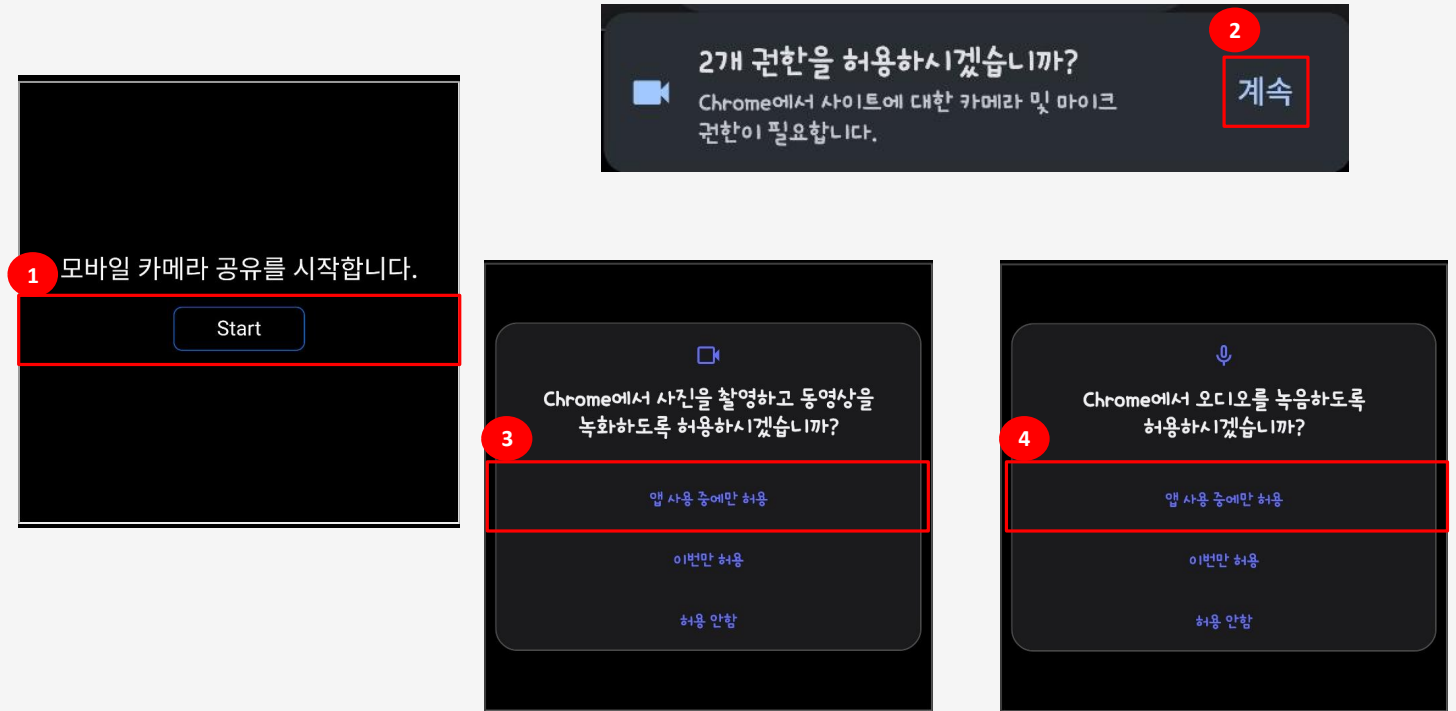 1
모바일 카메라 공유를 시작합니다.
Start
2
2개 권한을 허용하시겠습니까?
Chrome에서 사이트에 대한 카메라 및 마이크
권한이 필요합니다.
계속
3
Chrome에서 사진을 촬영하고 동영상을
녹화하도록 허용하시겠습니까?
앱 사용 중에만 허용
이번만 허용
허용 안함
4
Chrome에서 오디오를 녹음하도록
허용하시겠습니까?
앱 사용 중에만 허용
이번만 허용
허용 안함